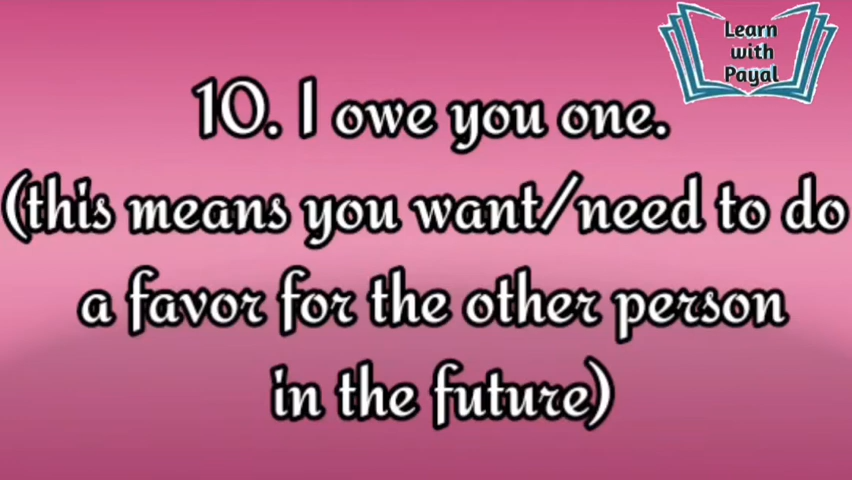 Learn
with
Payal
10. I owe you one.
(this means you want/need to do
a favor for the other person
in the future)